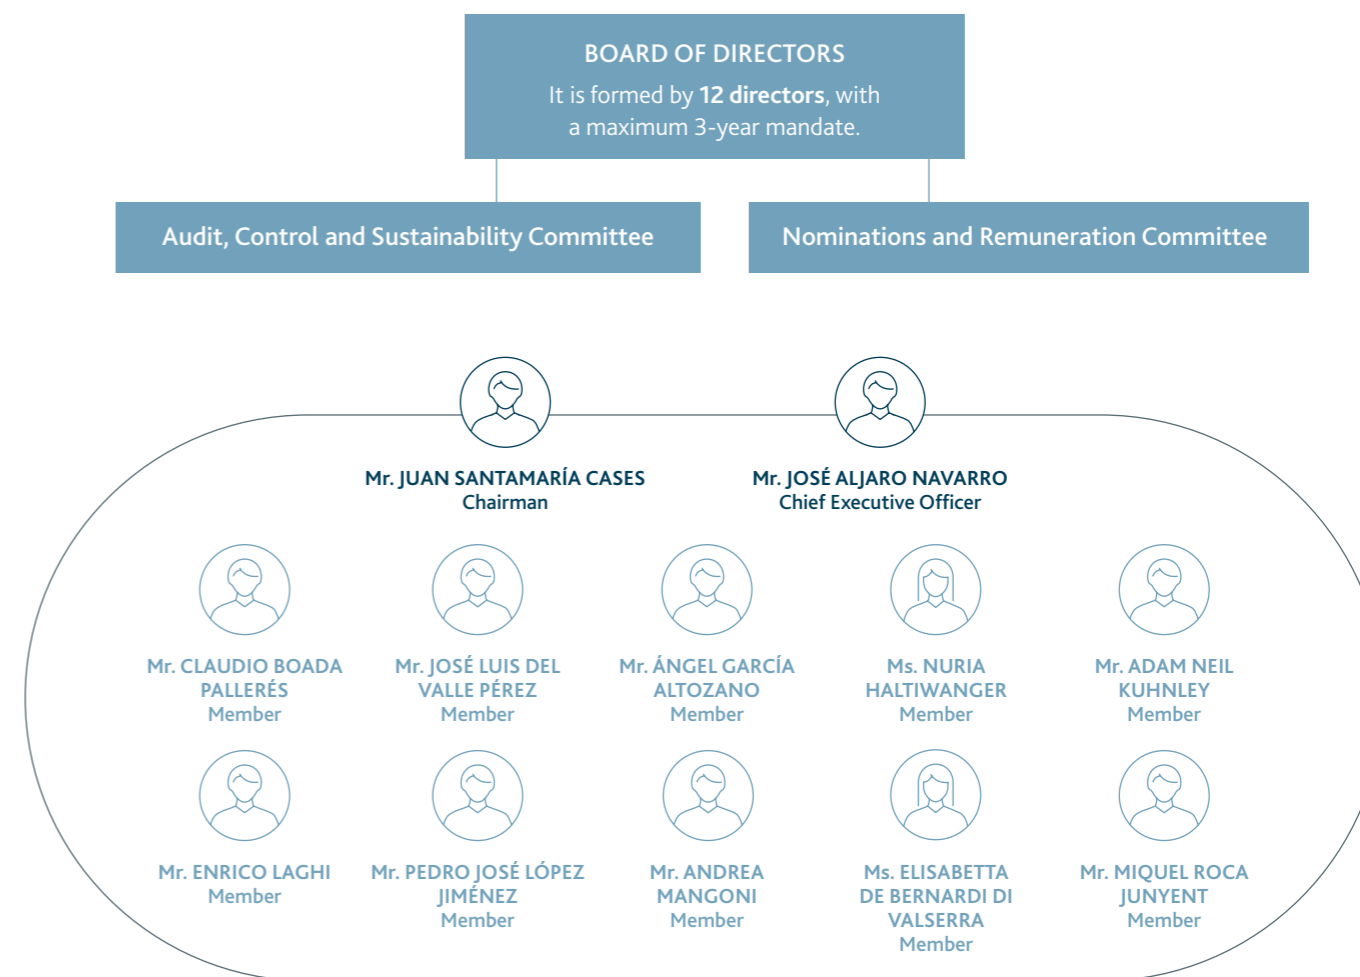 BOARD OF DIRECTORS
It is formed by 12 directors, with
a maximum 3-year mandate.
Audit, Control and Sustainability Committee
Nominations and Remuneration Committee
Mr. JUAN SANTAMARÍA CASES
Chairman
Mr. JOSÉ ALJARO NAVARRO
Chief Executive Officer
Mr. CLAUDIO BOADA
PALLERÉS
Member
Mr. JOSÉ LUIS DEL
VALLE PÉREZ
Member
Mr. ÁNGEL GARCÍA
ALTOZANO
Member
Ms. NURIA
HALTIWANGER
Member
Mr. ADAM NEIL
KUHNLEY
Member
Mr. ENRICO LAGHI
Member
Mr. PEDRO JOSÉ LÓPEZ
JIMÉNEZ
Member
Mr. ANDREA
MANGONI
Member
Ms. ELISABETTA
DE BERNARDI DI
VALSERRA
Member
Mr. MIQUEL ROCA
JUNYENT
Member